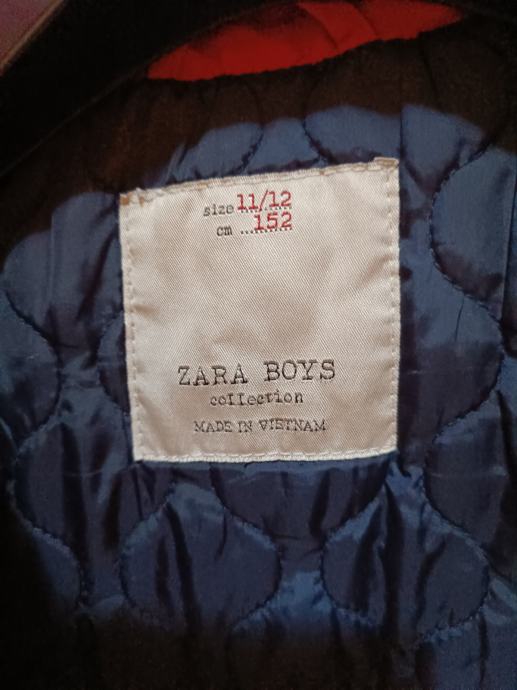 size 11/12
cm 152
ZARA BOYS
collection
MADE IN VIETNAM